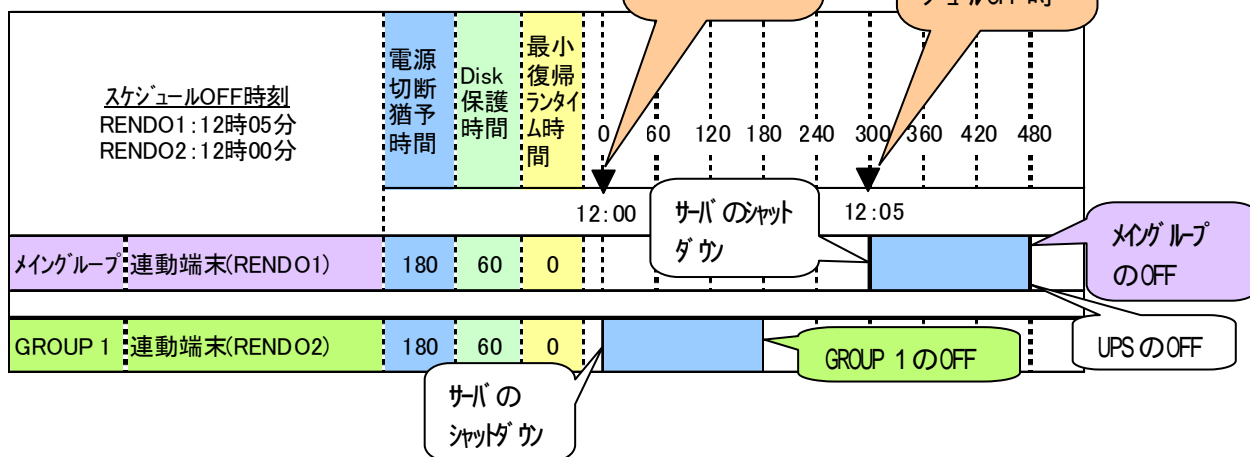 スケジュールOFF時刻
RENDO1:12時05分
RENDO2:12時00分
電源
切断
猶予
時間
Disk
保護
時間
最小
復帰
ランタイ
ム時
間
0 60 120 180 240 300 360 420 480
12:00
12:05
サーバのシャット
ダウン
メイングループ 連動端末(RENDO1) 180 60 0
メイングループ
のOFF
UPSのOFF
GROUP 1 連動端末(RENDO2) 180 60 0
GROUP 1のOFF
サーバの
シャットダウン